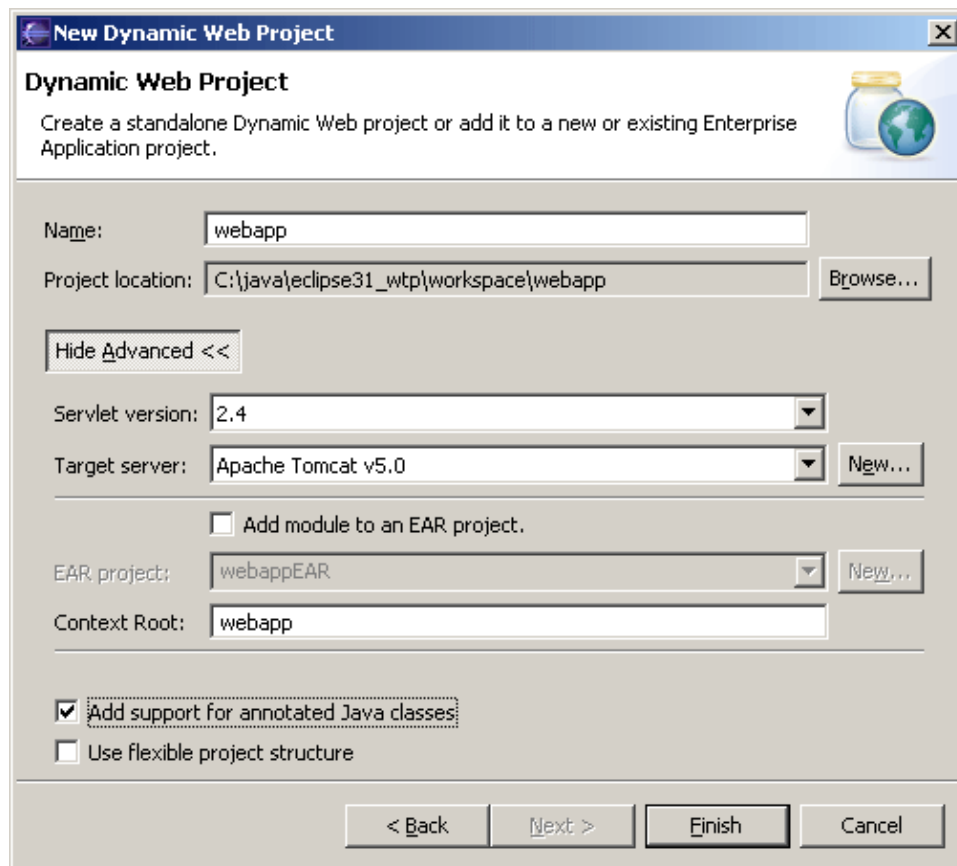 New Dynamic Web Project
Dynamic Web Project
Create a standalone Dynamic Web project or add it to a new or existing Enterprise
Application project.
Name: webapp
Project location: C:\java\eclipse31_wtp\workspace\webapp Browse...
Hide Advanced <<
Servlet version: 2.4
Target server: Apache Tomcat v5.0 New...
Add module to an EAR project.
EAR project: webappEAR New...
Context Root: webapp
Add support for annotated Java classes
Use flexible project structure
< Back Next > Finish Cancel